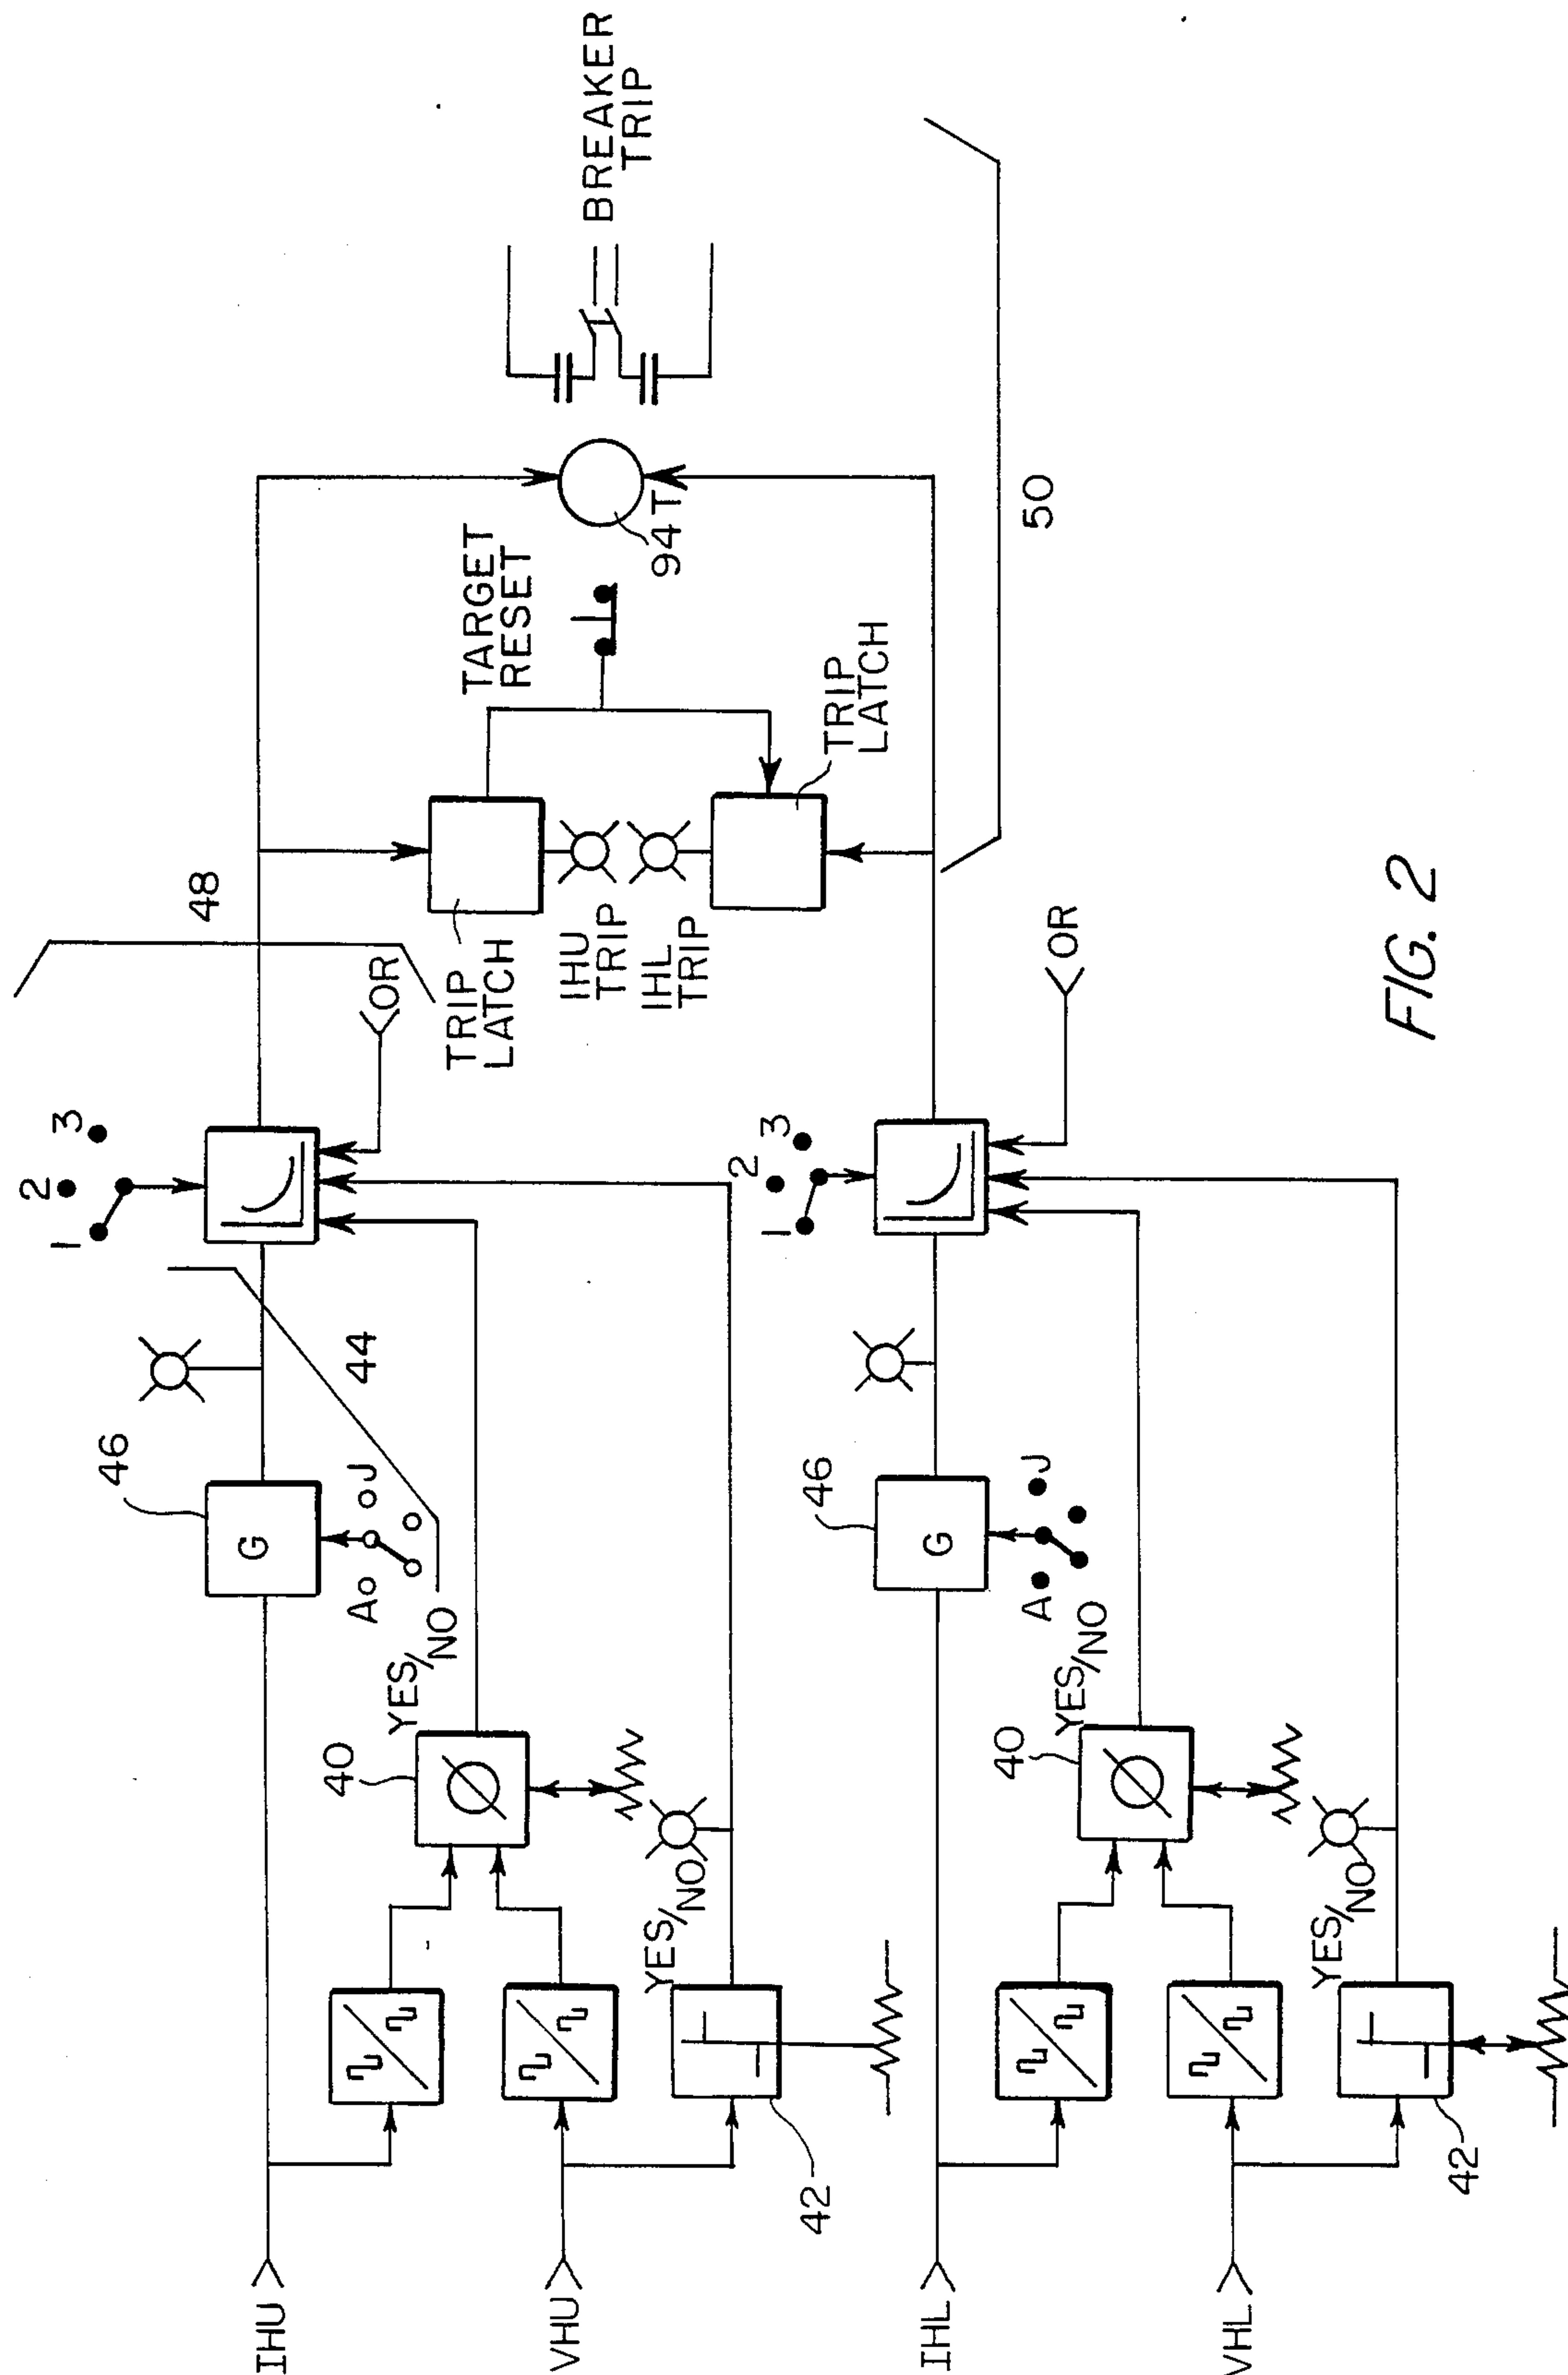 IHU
VHU
IHL
VHL
42
YES/NO
40
YES/NO
46
G
A
J
44
1
2
3
OR
48
TRIP
LATCH
IHU
TRIP
IHL
TRIP
TRIP
LATCH
TARGET
RESET
94T
BREAKER
TRIP
50
42
YES/NO
40
YES/NO
46
G
A
J
1
2
3
OR
FIG. 2